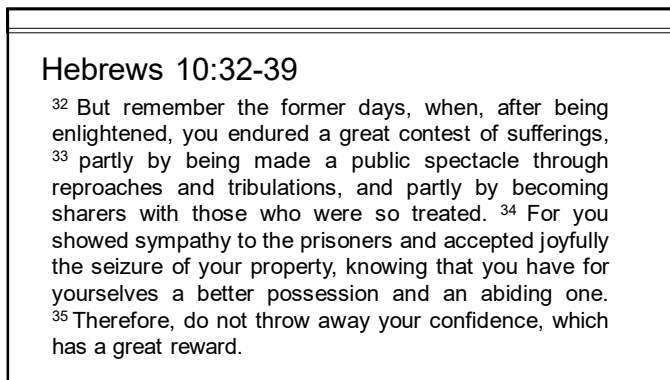 Hebrews 10:32-39
³² But remember the former days, when, after being
enlightened, you endured a great contest of sufferings,
³³ partly by being made a public spectacle through
reproaches and tribulations, and partly by becoming
sharers with those who were so treated. ³⁴ For you
showed sympathy to the prisoners and accepted joyfully
the seizure of your property, knowing that you have for
yourselves a better possession and an abiding one.
³⁵ Therefore, do not throw away your confidence, which
has a great reward.